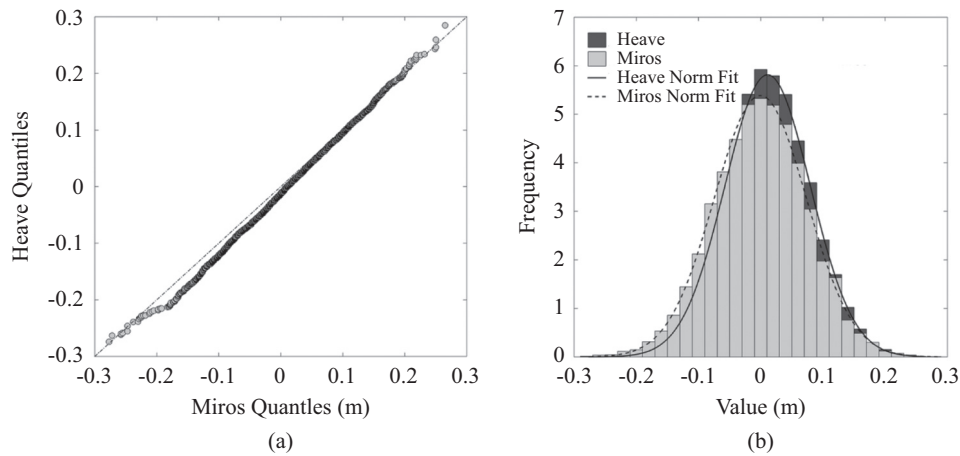 0.3
0.2
0.1
0
-0.1
-0.2
-0.3
Heave Quantiles
-0.3 -0.2 -0.1 0 0.1 0.2 0.3
Miros Quantles (m)
(a)
7
6
5
4
3
2
1
0
Frequency
Heave
Miros
Heave Norm Fit
Miros Norm Fit
-0.3 -0.2 -0.1 0 0.1 0.2 0.3
Value (m)
(b)